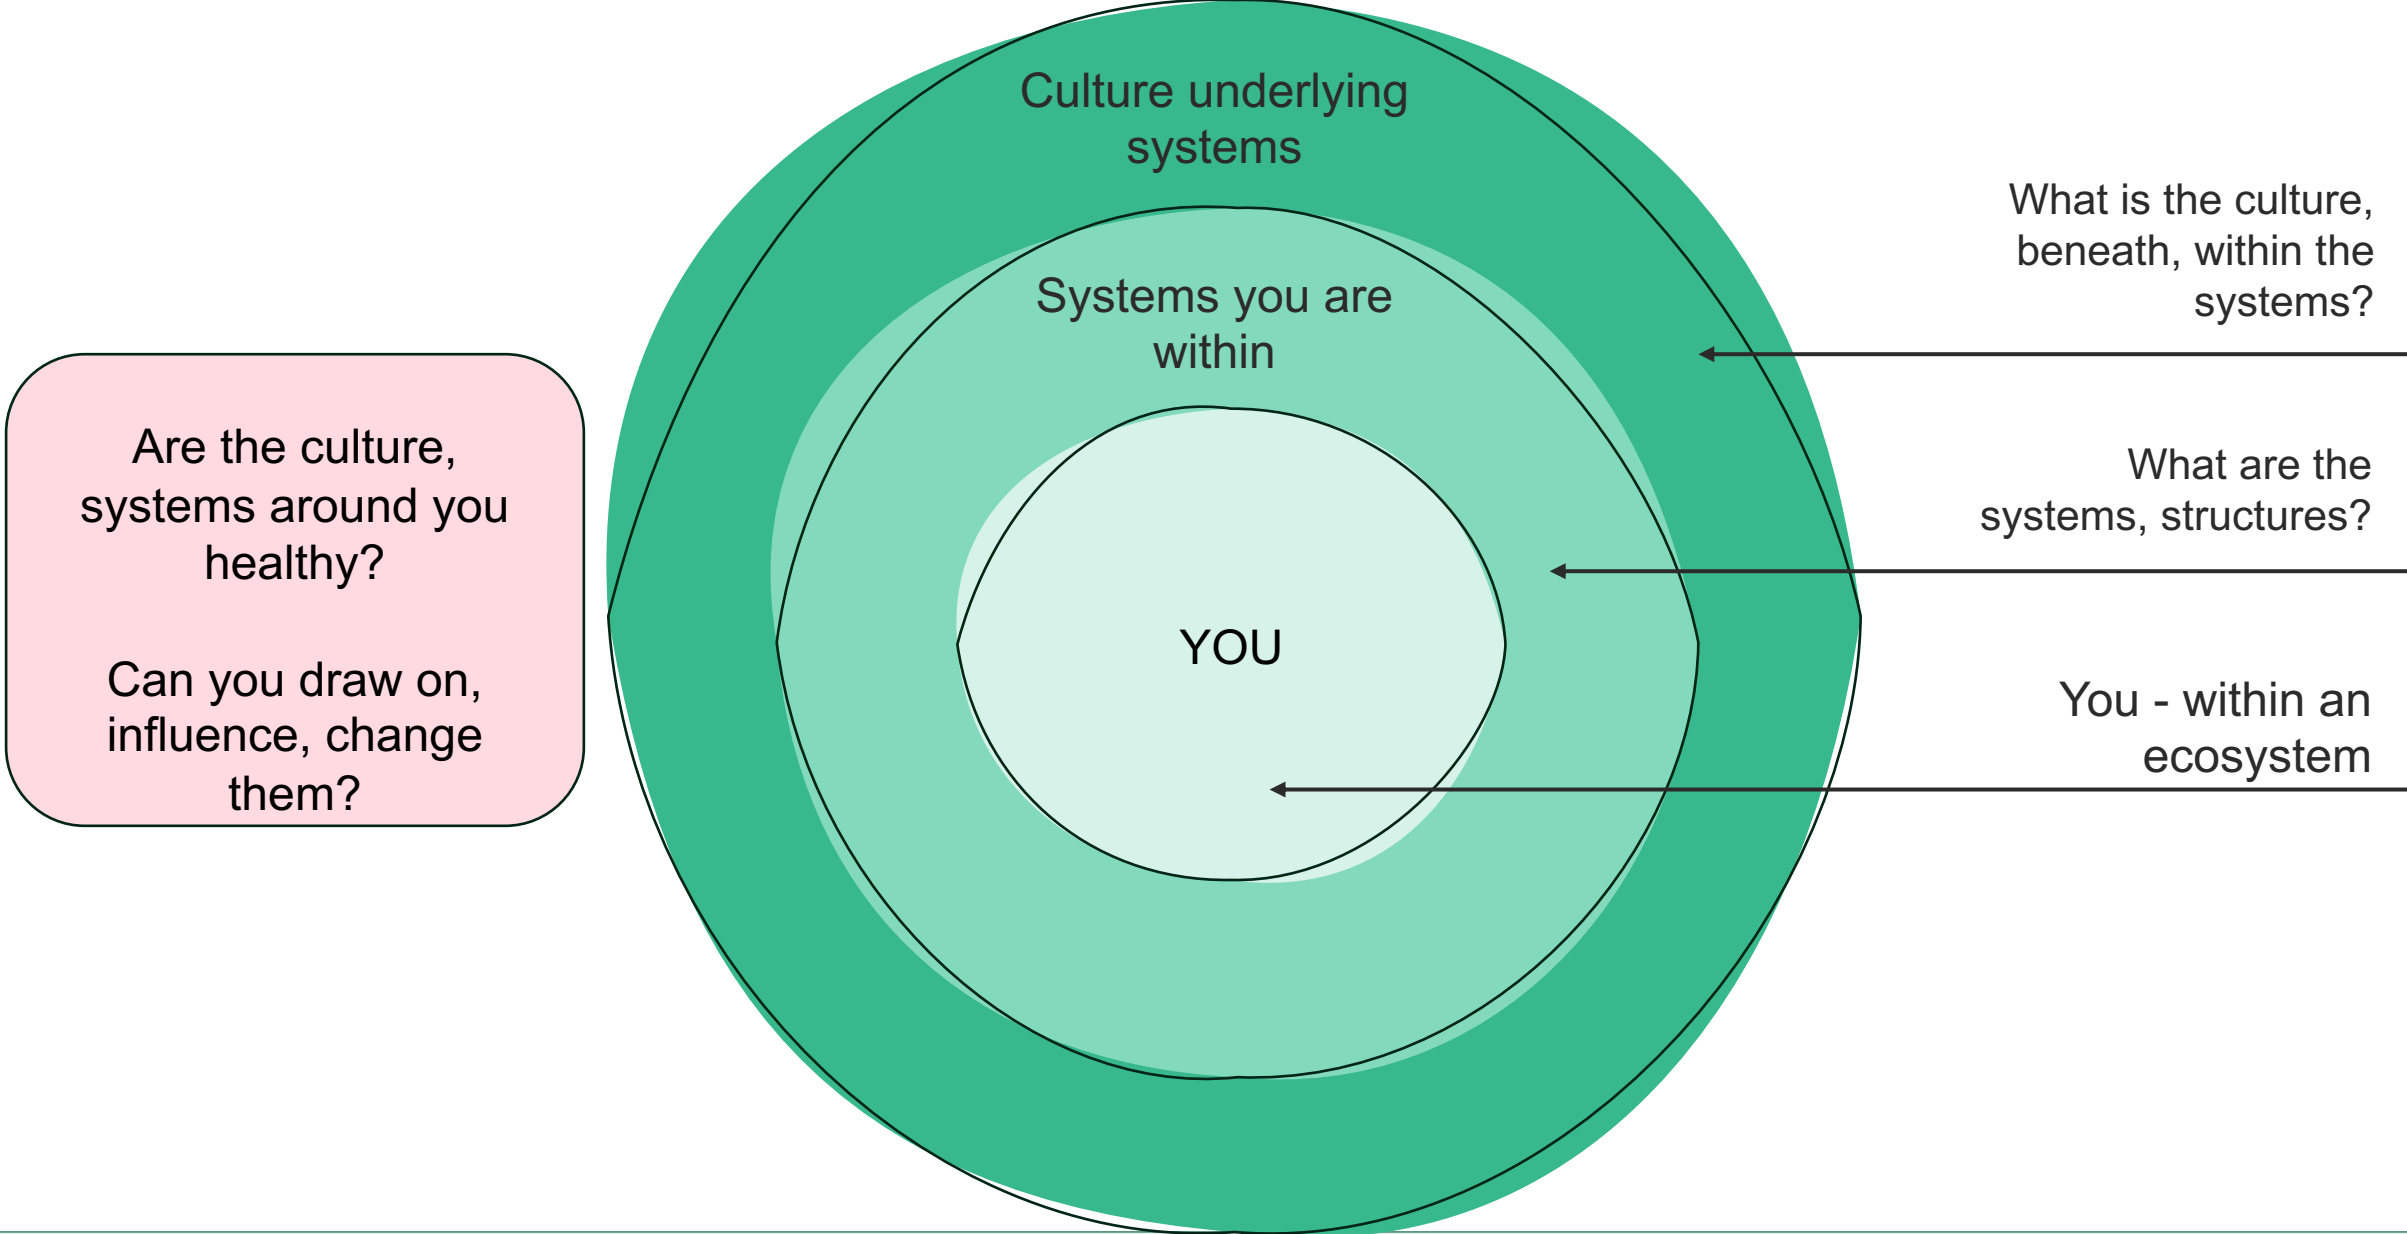 Culture underlying
systems
Systems you are
within
YOU
Are the culture,
systems around you
healthy?
Can you draw on,
influence, change
them?
What is the culture,
beneath, within the
systems?
What are the
systems, structures?
You - within an
ecosystem